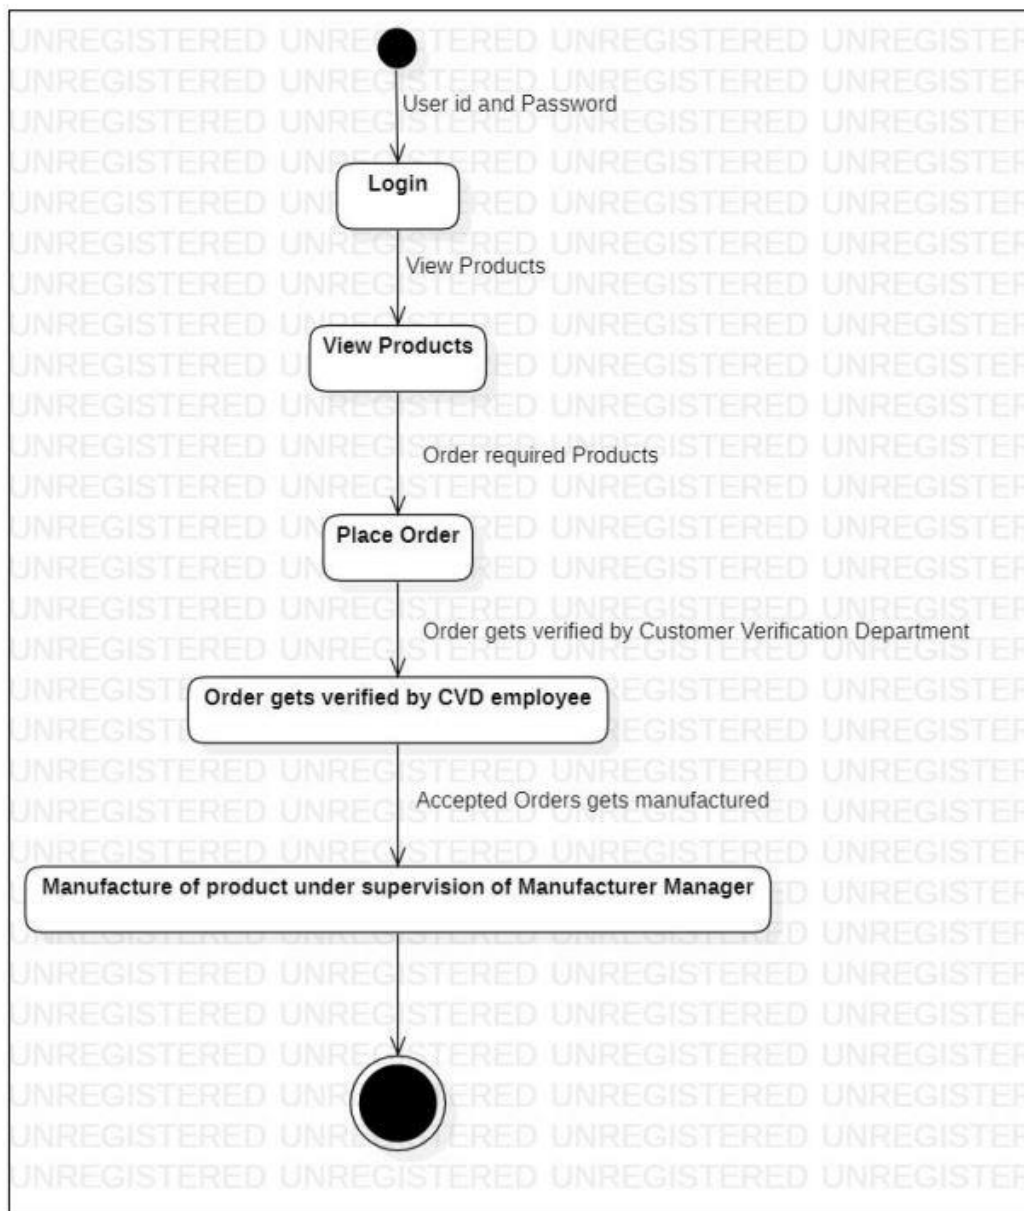 User id and Password
Login
View Products
View Products
Order required Products
Place Order
Order gets verified by Customer Verification Department
Order gets verified by CVD employee
Accepted Orders gets manufactured
Manufacture of product under supervision of Manufacturer Manager